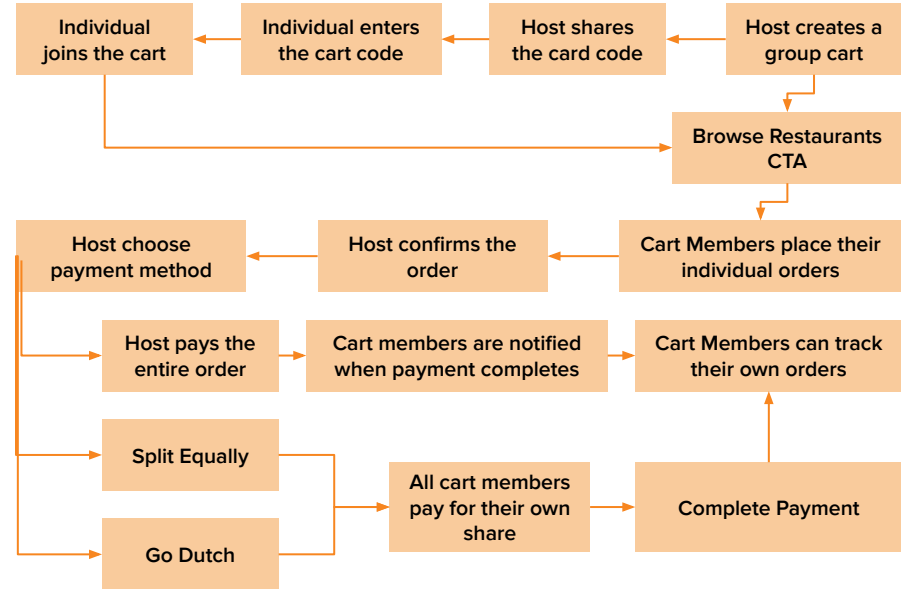 Individual
joins the cart
Individual enters
the cart code
Host shares
the card code
Host creates a
group cart
Browse Restaurants
CTA
Host choose
payment method
Host confirms the
order
Cart Members place their
individual orders
Host pays the
entire order
Cart members are notified
when payment completes
Cart Members can track
their own orders
Split Equally
All cart members
pay for their own
share
Complete Payment
Go Dutch